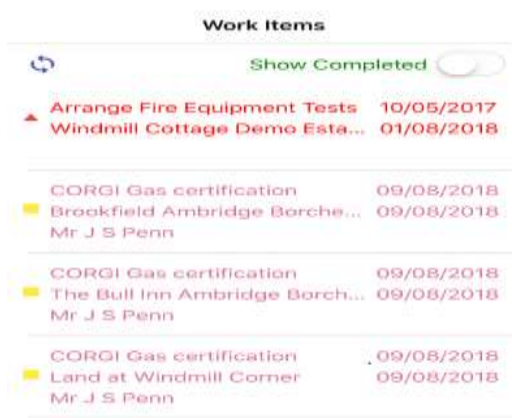 Work Items
Show Completed
Arrange Fire Equipment Tests 10/05/2017
Windmill Cottage Demo Esta... 01/08/2018
CORGI Gas certification 09/08/2018
Brookfield Ambridge Borche... 09/08/2018
Mr J S Penn
CORGI Gas certification 09/08/2018
The Bull Inn Ambridge Borch... 09/08/2018
Mr J S Penn
CORGI Gas certification 09/08/2018
Land at Windmill Corner 09/08/2018
Mr J S Penn